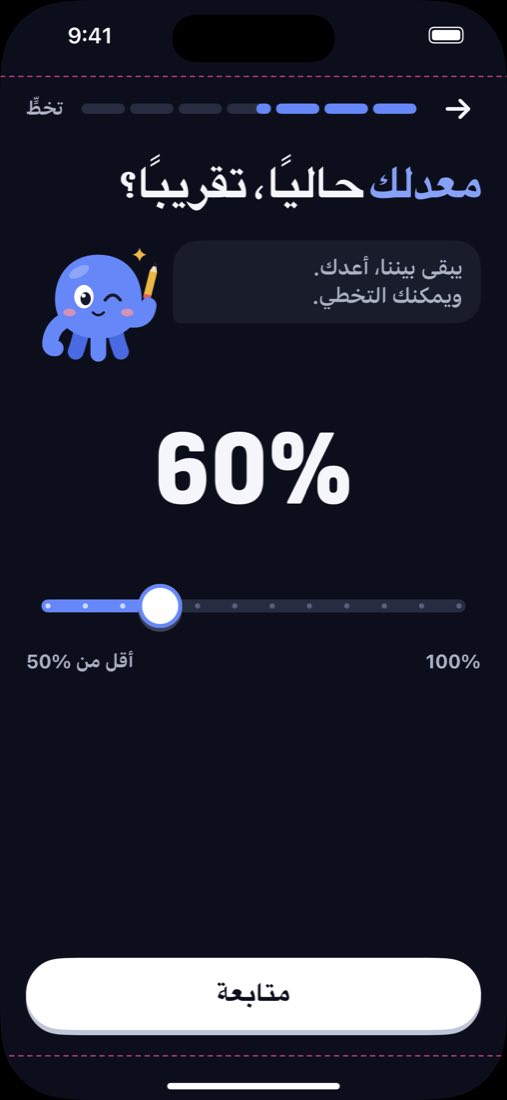 9:41
تخطٍّ
معدلك حاليًا، تقريبًا؟
يبقى بيننا، أعدك.
ويمكنك التخطي.
60%
100%
أقل من 50%
متابعة